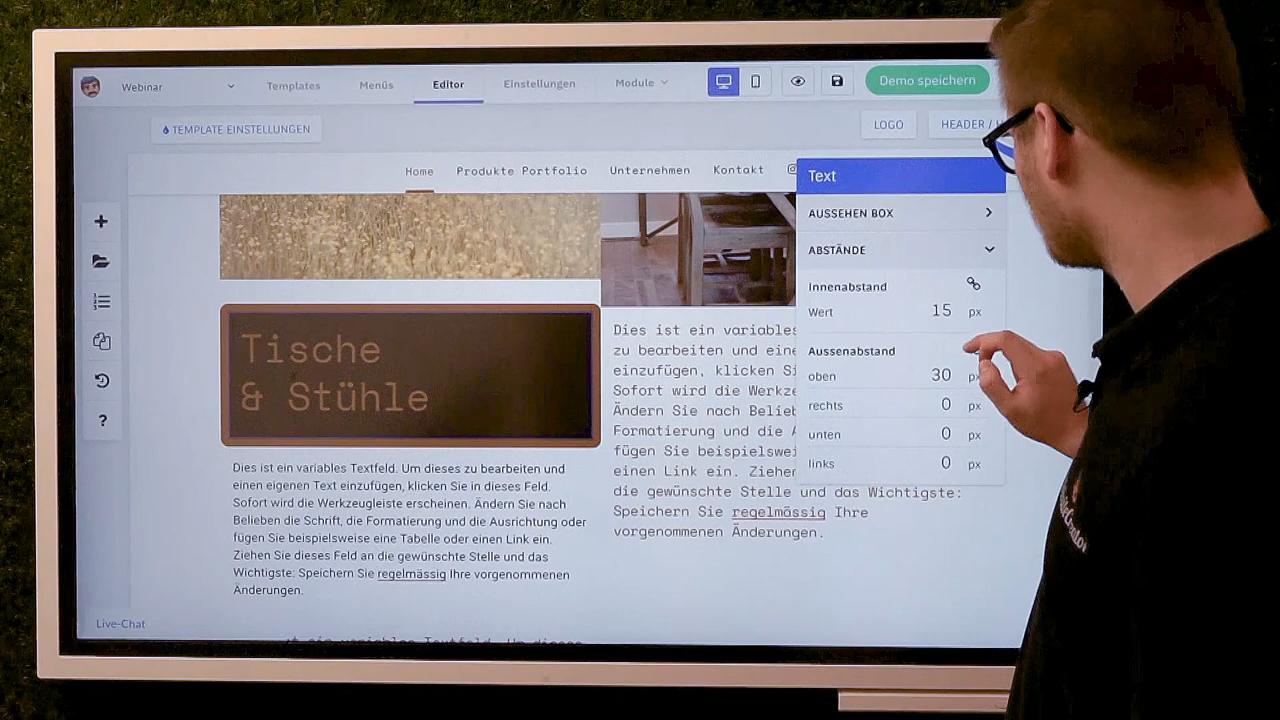 Webinar
Templates
Menüs
Editor
Einstellungen
Module
Demo speichern
TEMPLATE EINSTELLUNGEN
LOGO
HEADER /
Home
Produkte Portfolio
Unternehmen
Kontakt
Text
AUSSEHEN BOX
ABSTÄNDE
Innenabstand
Wert 15 px
Aussenabstand
oben 30 px
rechts 0 px
unten 0 px
links 0 px
?
Tische
& Stühle
Dies ist ein variables Textfeld. Um dieses zu bearbeiten und
einen eigenen Text einzufügen, klicken Sie in dieses Feld.
Sofort wird die Werkzeugleiste erscheinen. Ändern Sie nach
Belieben die Schrift, die Formatierung und die Ausrichtung oder
fügen Sie beispielsweise eine Tabelle oder einen Link ein.
Ziehen Sie dieses Feld an die gewünschte Stelle und das
Wichtigste: Speichern Sie regelmässig Ihre vorgenommenen
Änderungen.
Dies ist ein variables
zu bearbeiten und eine
einzufügen, klicken Si
Sofort wird die Werkze
Ändern Sie nach Belieb
Formatierung und die A
fügen Sie beispielswei
einen Link ein. Ziehen
die gewünschte Stelle und das Wichtigste:
Speichern Sie regelmässig Ihre
vorgenommenen Änderungen.
ein variables Textfeld. Um dieses
Live-Chat